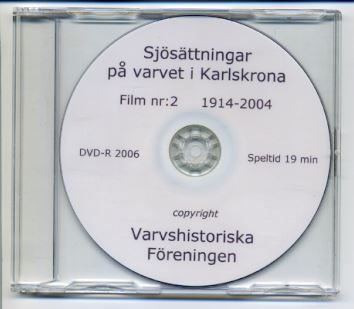 Sjösättningar
på varvet i Karlskrona
Film nr:2 1914-2004
DVD-R 2006 Speltid 19 min
copyright
Varvshistoriska
Föreningen